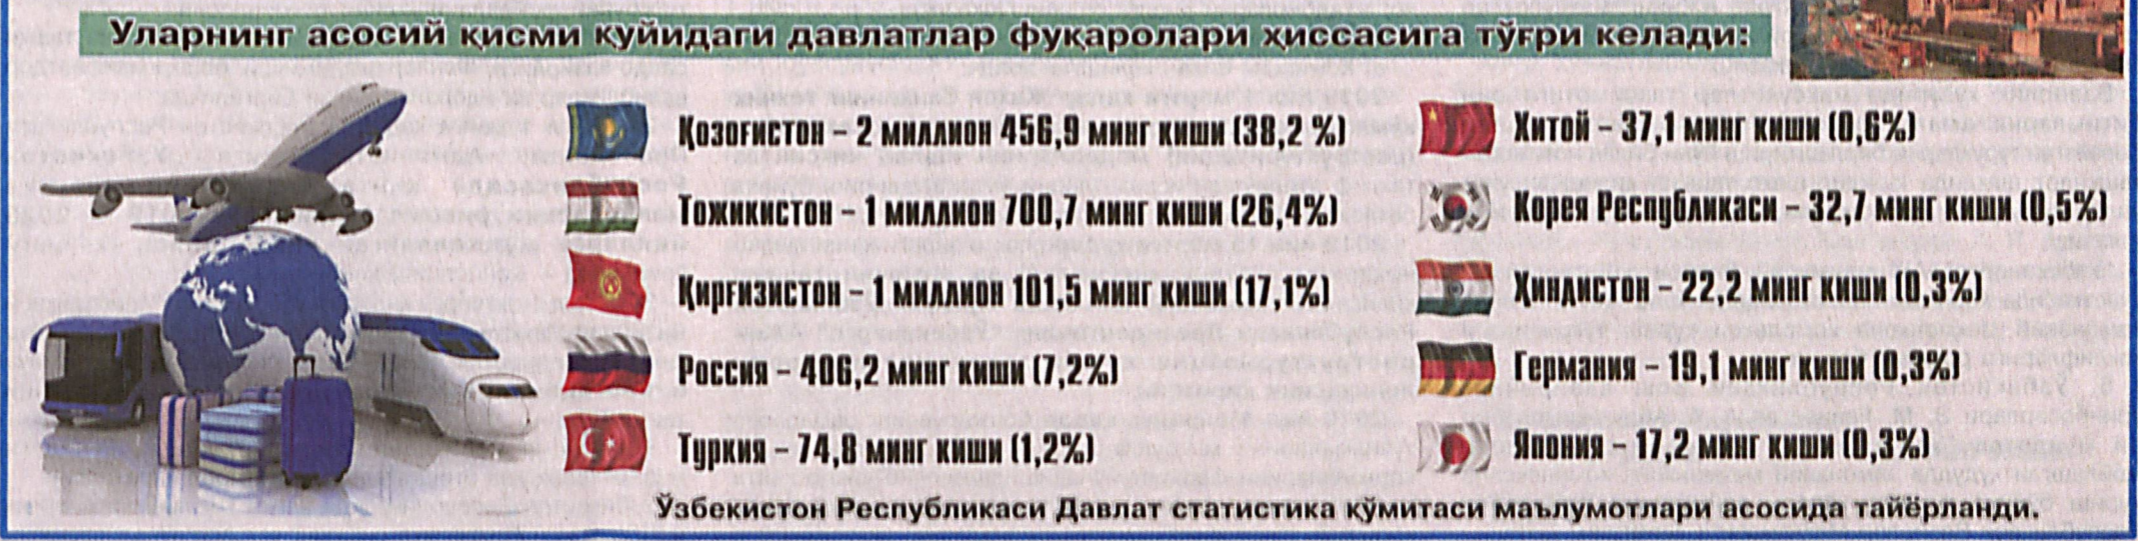 Уларнинг асосий қисми қуйидаги давлатлар фуқаролари ҳиссасига тўғри келади:
Қозоғистон – 2 миллион 456,9 минг киши (38,2 %)
Тожикистон – 1 миллион 700,7 минг киши (26,4%)
Қирғизистон – 1 миллион 101,5 минг киши (17,1%)
Россия – 406,2 минг киши (7,2%)
Туркия – 74,8 минг киши (1,2%)
Хитой – 37,1 минг киши (0,6%)
Корея Республикаси – 32,7 минг киши (0,5%)
Ҳиндистон – 22,2 минг киши (0,3%)
Германия – 19,1 минг киши (0,3%)
Япония – 17,2 минг киши (0,3%)
Ўзбекистон Республикаси Давлат статистика қўмитаси маълумотлари асосида тайёрланди.